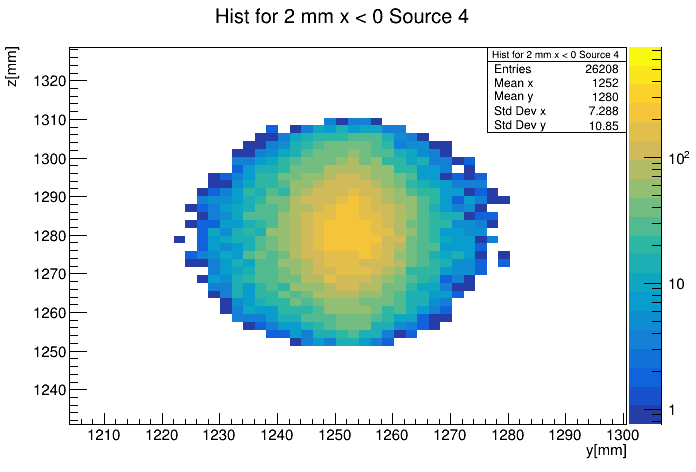 Hist for 2 mm x < 0 Source 4
z[mm]
Hist for 2 mm x < 0 Source 4
Entries 26208
Mean x 1252
Mean y 1280
Std Dev x 7.288
Std Dev y 10.85
1320
1310
1300
1290
1280
1270
1260
1250
1240
10²
10
1
1210 1220 1230 1240 1250 1260 1270 1280 1290 1300
y[mm]